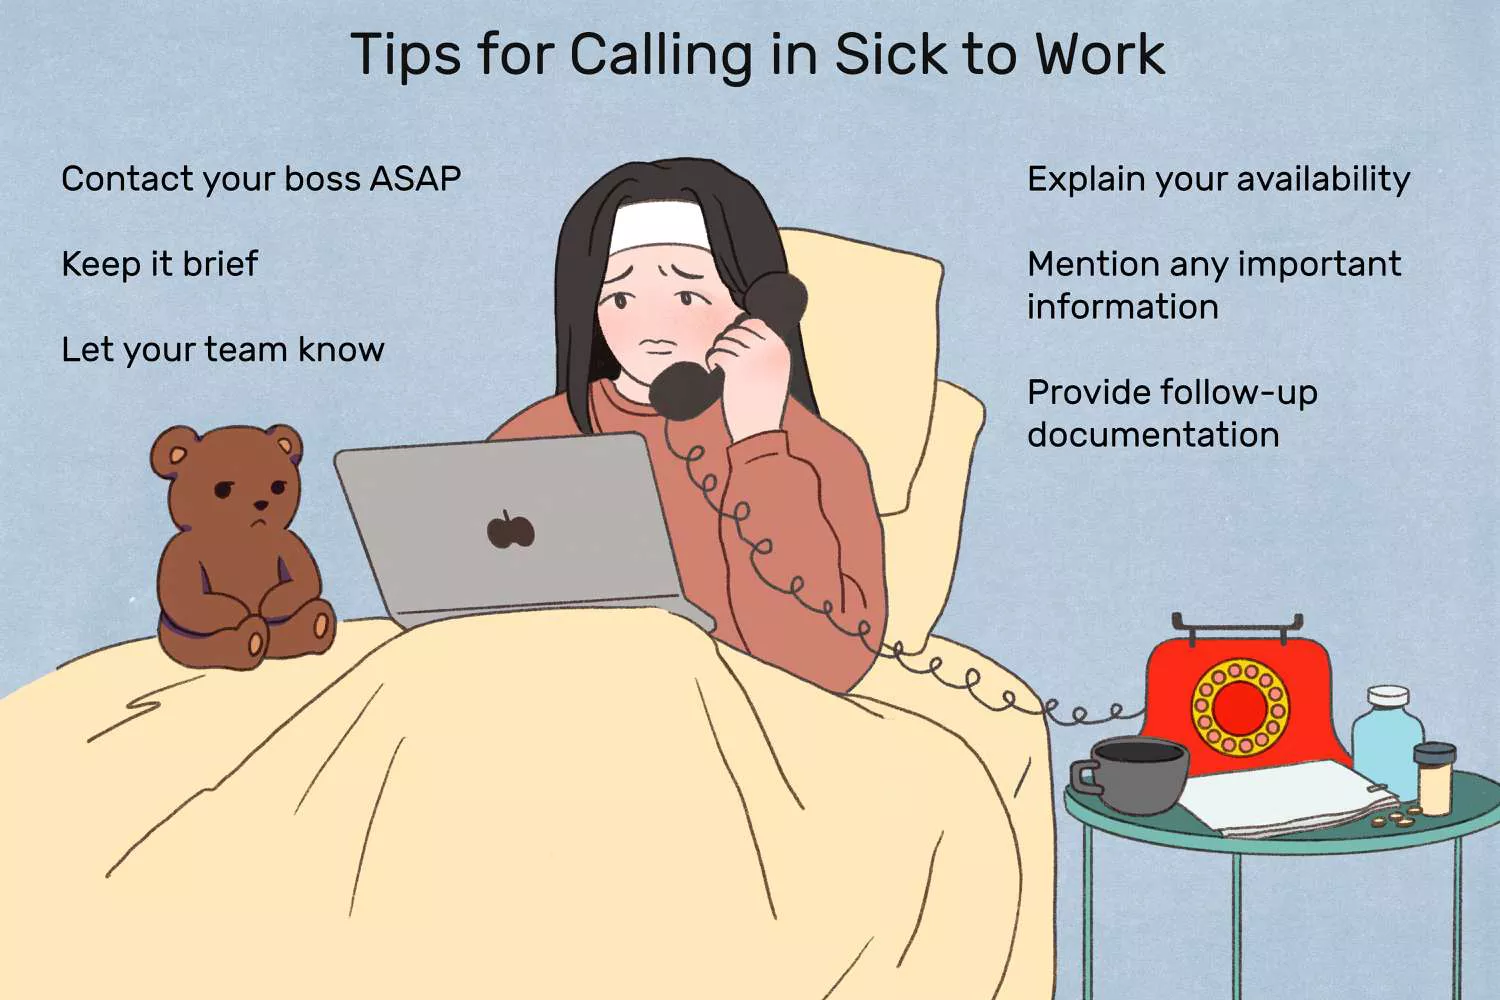 Tips for Calling in Sick to Work
Contact your boss ASAP
Keep it brief
Let your team know
Explain your availability
Mention any important
information
Provide follow-up
documentation